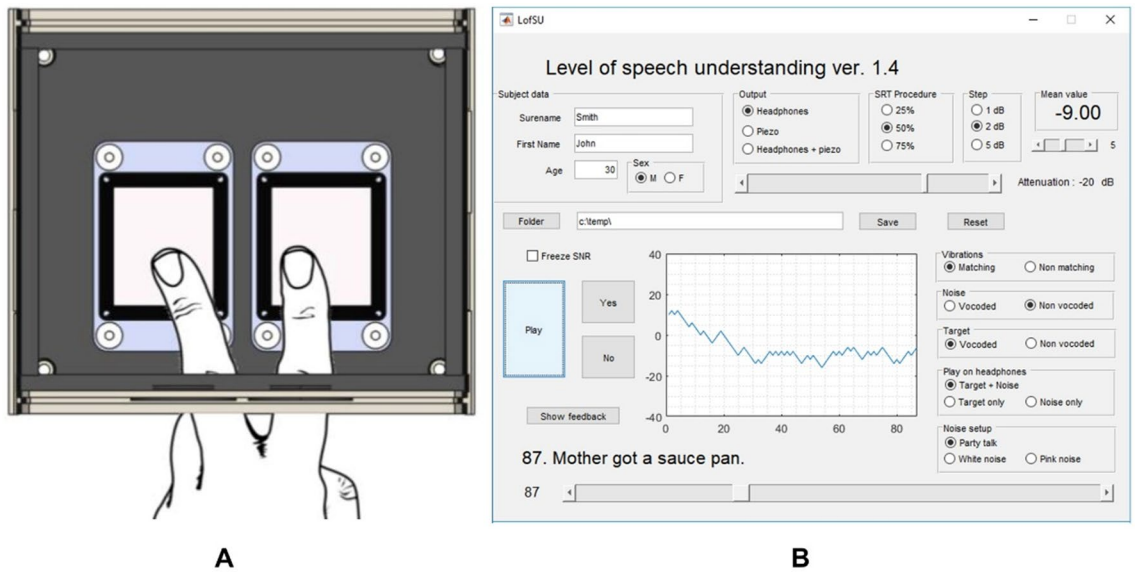 LofSU
Level of speech understanding ver. 1.4
Subject data
Surename Smith
First Name John
Age 30
Sex
M F
Output
Headphones
Piezo
Headphones + piezo
SRT Procedure
25%
50%
75%
Step
1 dB
2 dB
5 dB
Mean value
-9.00
5
Attenuation : -20 dB
Folder c:\temp\ Save Reset
Freeze SNR
Play
Yes
No
Show feedback
40
20
0
-20
-40
0 20 40 60 80
Vibrations
Matching Non matching
Noise
Vocoded Non vocoded
Target
Vocoded Non vocoded
Play on headphones
Target + Noise
Target only Noise only
Noise setup
Party talk
White noise Pink noise
87. Mother got a sauce pan.
87
A B